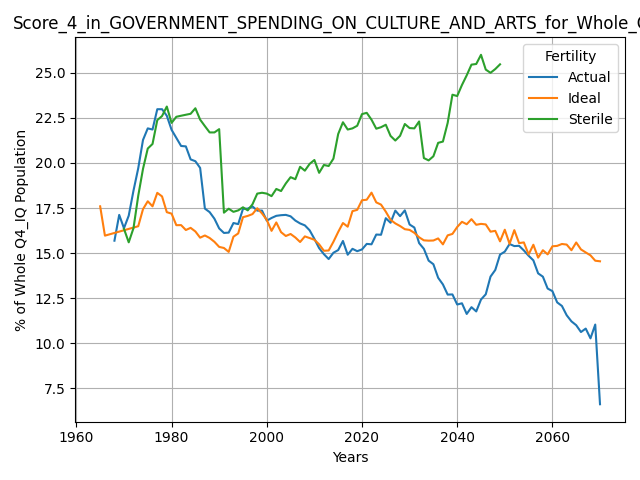 Score_4_in_GOVERNMENT_SPENDING_ON_CULTURE_AND_ARTS_for_Whole_
Fertility
Actual
Ideal
Sterile
% of Whole Q4_IQ Population
25.0
22.5
20.0
17.5
15.0
12.5
10.0
7.5
1960
1980
2000
2020
2040
2060
Years